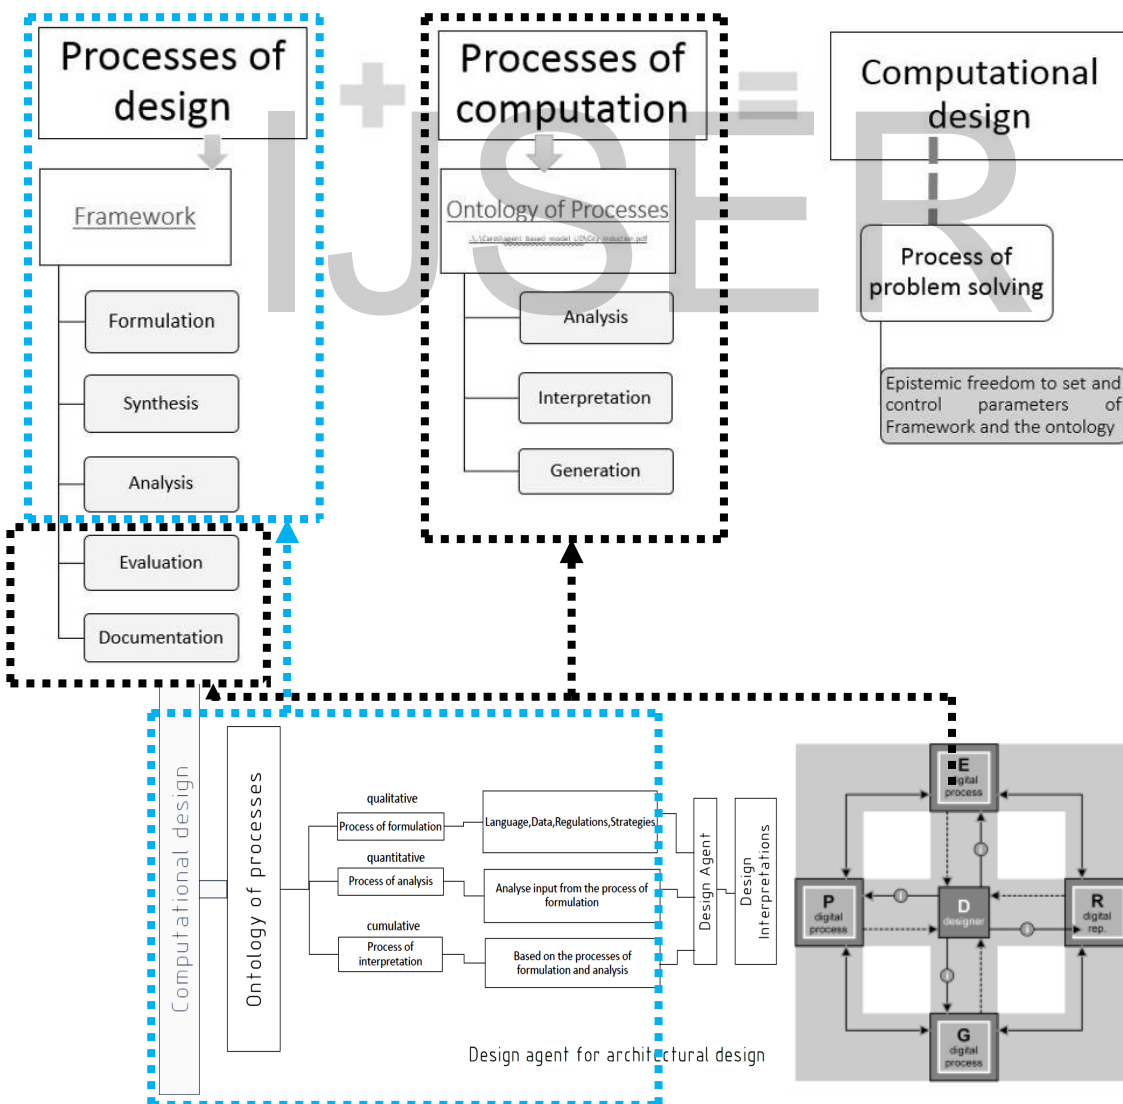 Processes of
design
Processes of
computation
Computational
design
IJSER
Framework
Ontology of Processes
Process of
problem solving
Formulation
Synthesis
Analysis
Evaluation
Documentation
Analysis
Interpretation
Generation
Epistemic freedom to set and
control parameters of
Framework and the ontology
Computational design
Ontology of processes
qualitative
Process of formulation
quantitative
Process of analysis
cumulative
Process of
interpretation
Language,Data,Regulations,Strategies
Analyse input from the process of
formulation
Based on the processes of
formulation and analysis
Design Agent
Design
Interpretations
Design agent for architectural design
E
digital
process
P
digital
process
D
designer
R
digital
rep.
G
digital
process